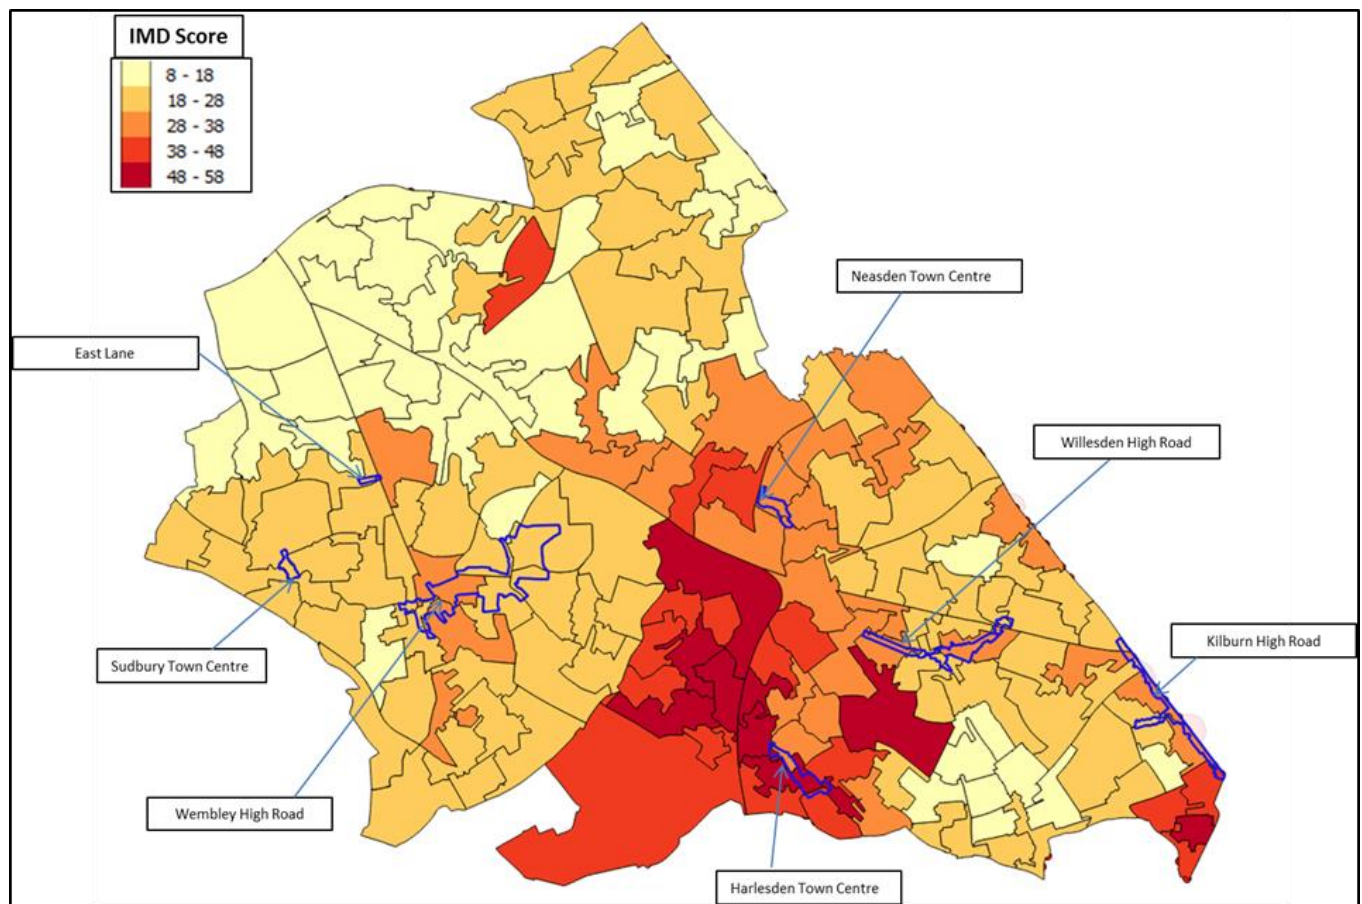 IMD Score
8 - 18
18 - 28
28 - 38
38 - 48
48 - 58
Neasden Town Centre
East Lane
Willesden High Road
Kilburn High Road
Sudbury Town Centre
Wembley High Road
Harlesden Town Centre